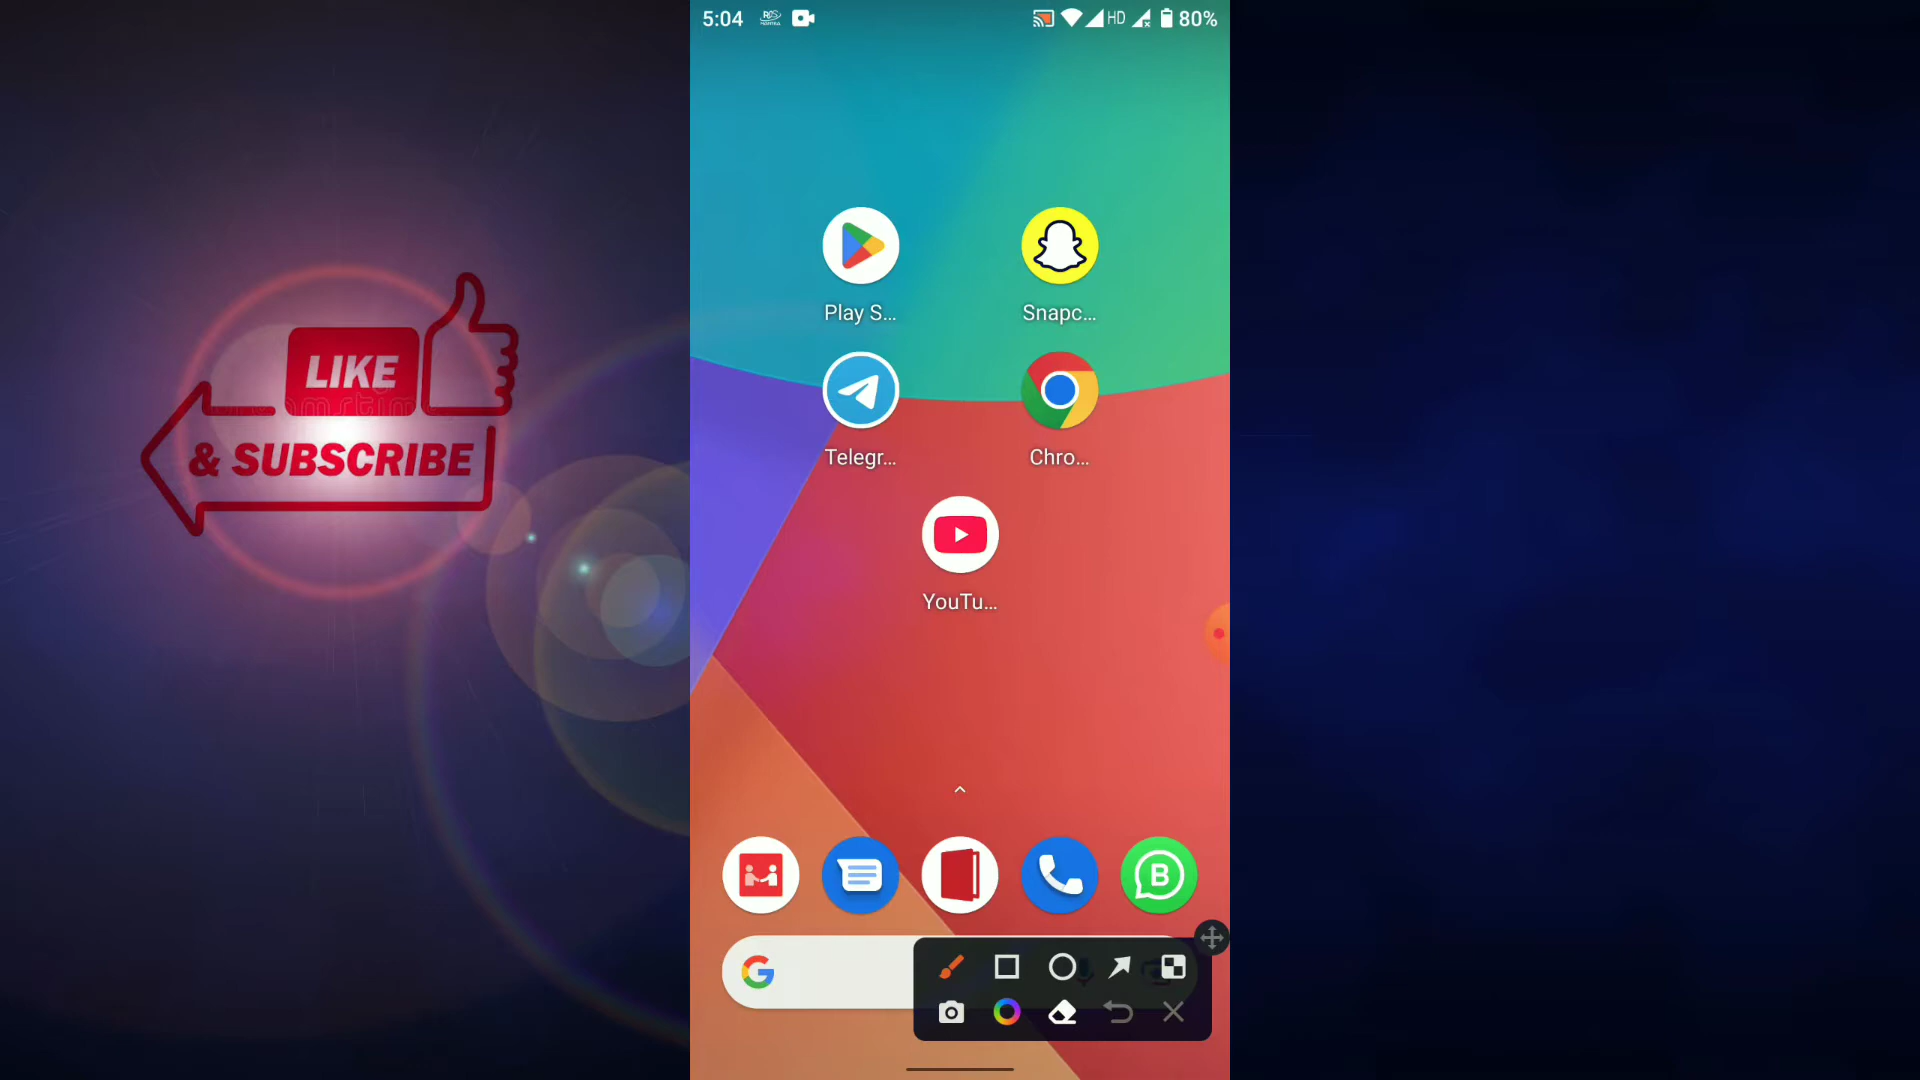 5:04
HD
80%
LIKE
& SUBSCRIBE
Play S...
Snapc...
Telegr...
Chro...
YouTu...
B
G